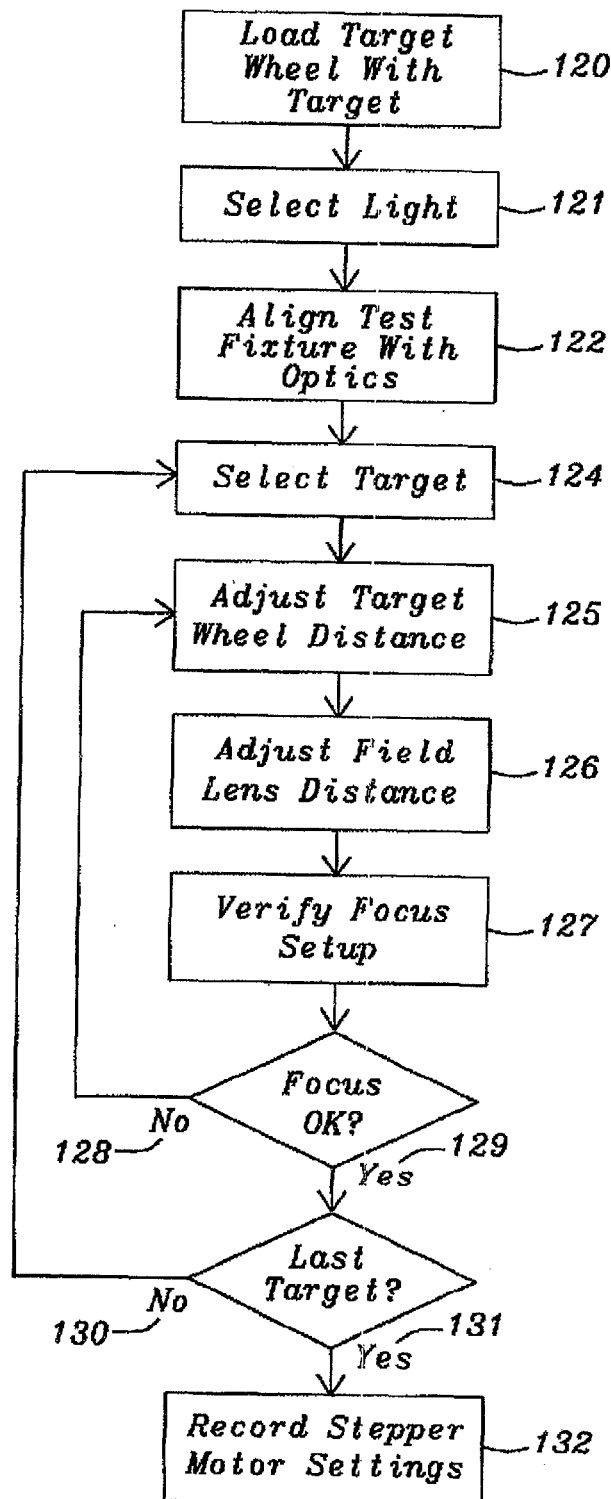 Load Target
Wheel With
Target
120
Select Light
121
Align Test
Fixture With
Optics
122
Select Target
124
Adjust Target
Wheel Distance
125
Adjust Field
Lens Distance
126
Verify Focus
Setup
127
Focus
OK?
No
128
Yes
129
Last
Target?
No
130
Yes
131
Record Stepper
Motor Settings
132